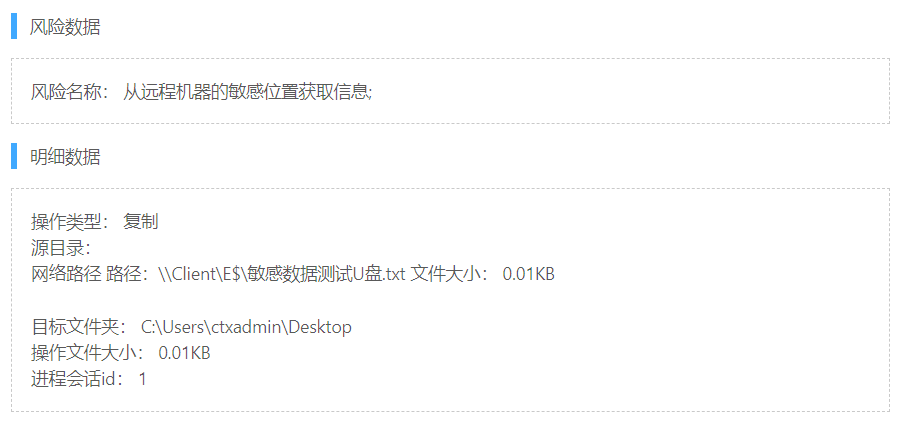 风险数据
风险名称： 从远程机器的敏感位置获取信息;
明细数据
操作类型： 复制
源目录：
网络路径 路径：\\Client\E$\敏感数据测试U盘.txt 文件大小： 0.01KB
目标文件夹： C:\Users\ctxadmin\Desktop
操作文件大小： 0.01KB
进程会话id： 1